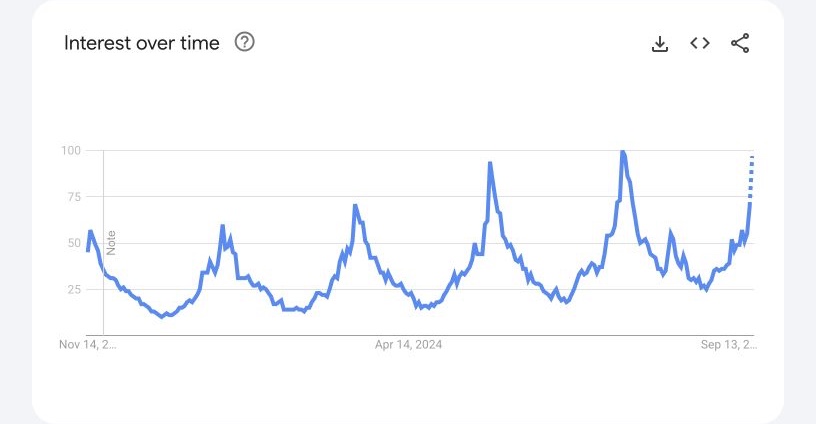 Interest over time
100
75
50
25
Note
Nov 14, 2...
Apr 14, 2024
Sep 13, 2...